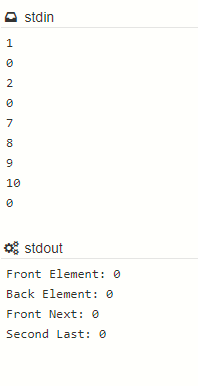 stdin
1
0
2
0
7
8
9
10
0
stdout
Front Element: 0
Back Element: 0
Front Next: 0
Second Last: 0